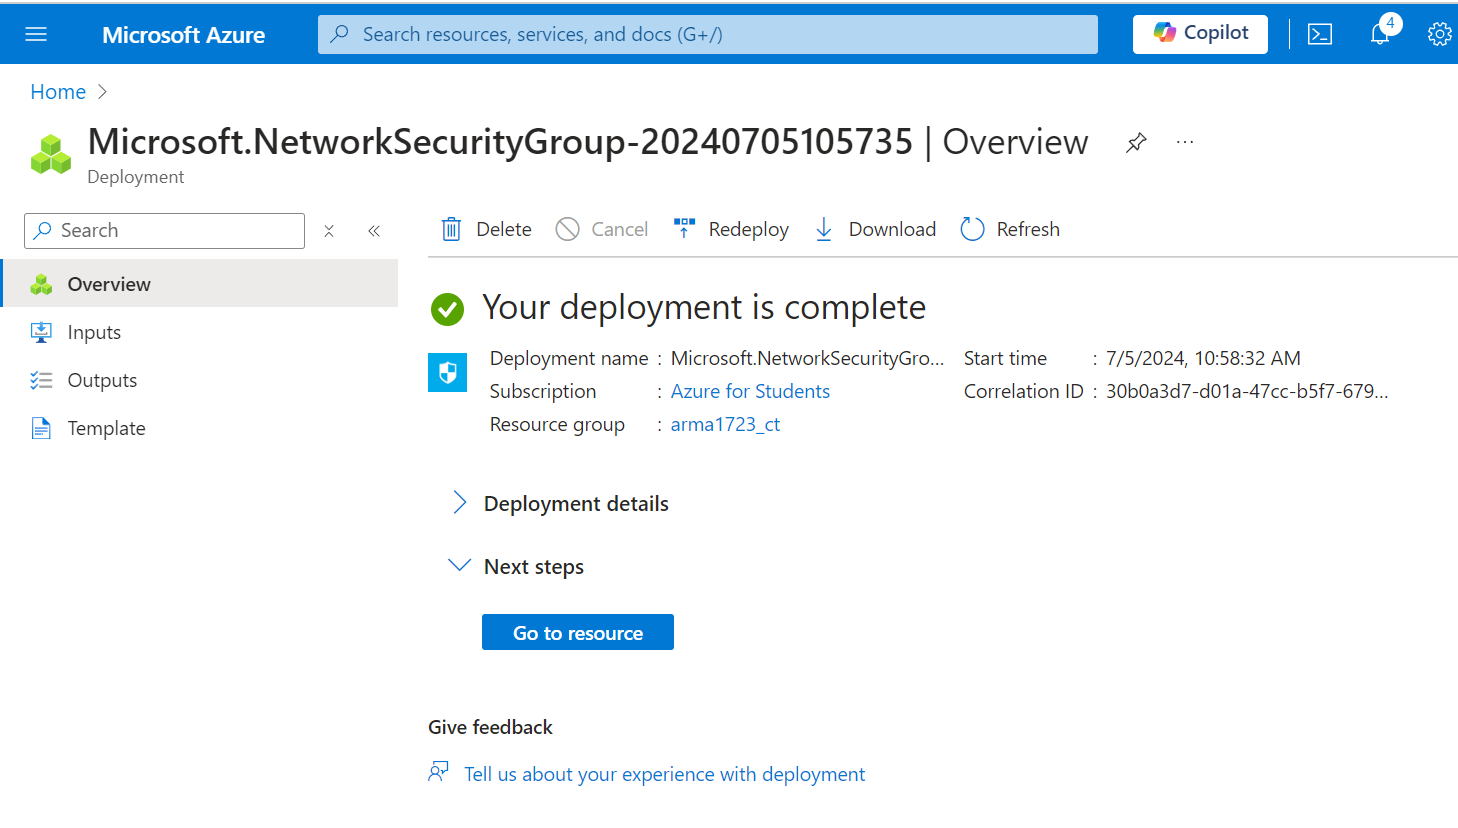 Microsoft Azure
Search resources, services, and docs (G+/)
Copilot
4
Home
Microsoft.NetworkSecurityGroup-20240705105735 | Overview
Deployment
Search
Delete
Cancel
Redeploy
Download
Refresh
Overview
Inputs
Outputs
Template
Your deployment is complete
Deployment name : Microsoft.NetworkSecurityGro...
Subscription : Azure for Students
Resource group : arma1723_ct
Start time : 7/5/2024, 10:58:32 AM
Correlation ID : 30b0a3d7-d01a-47cc-b5f7-679...
Deployment details
Next steps
Go to resource
Give feedback
Tell us about your experience with deployment